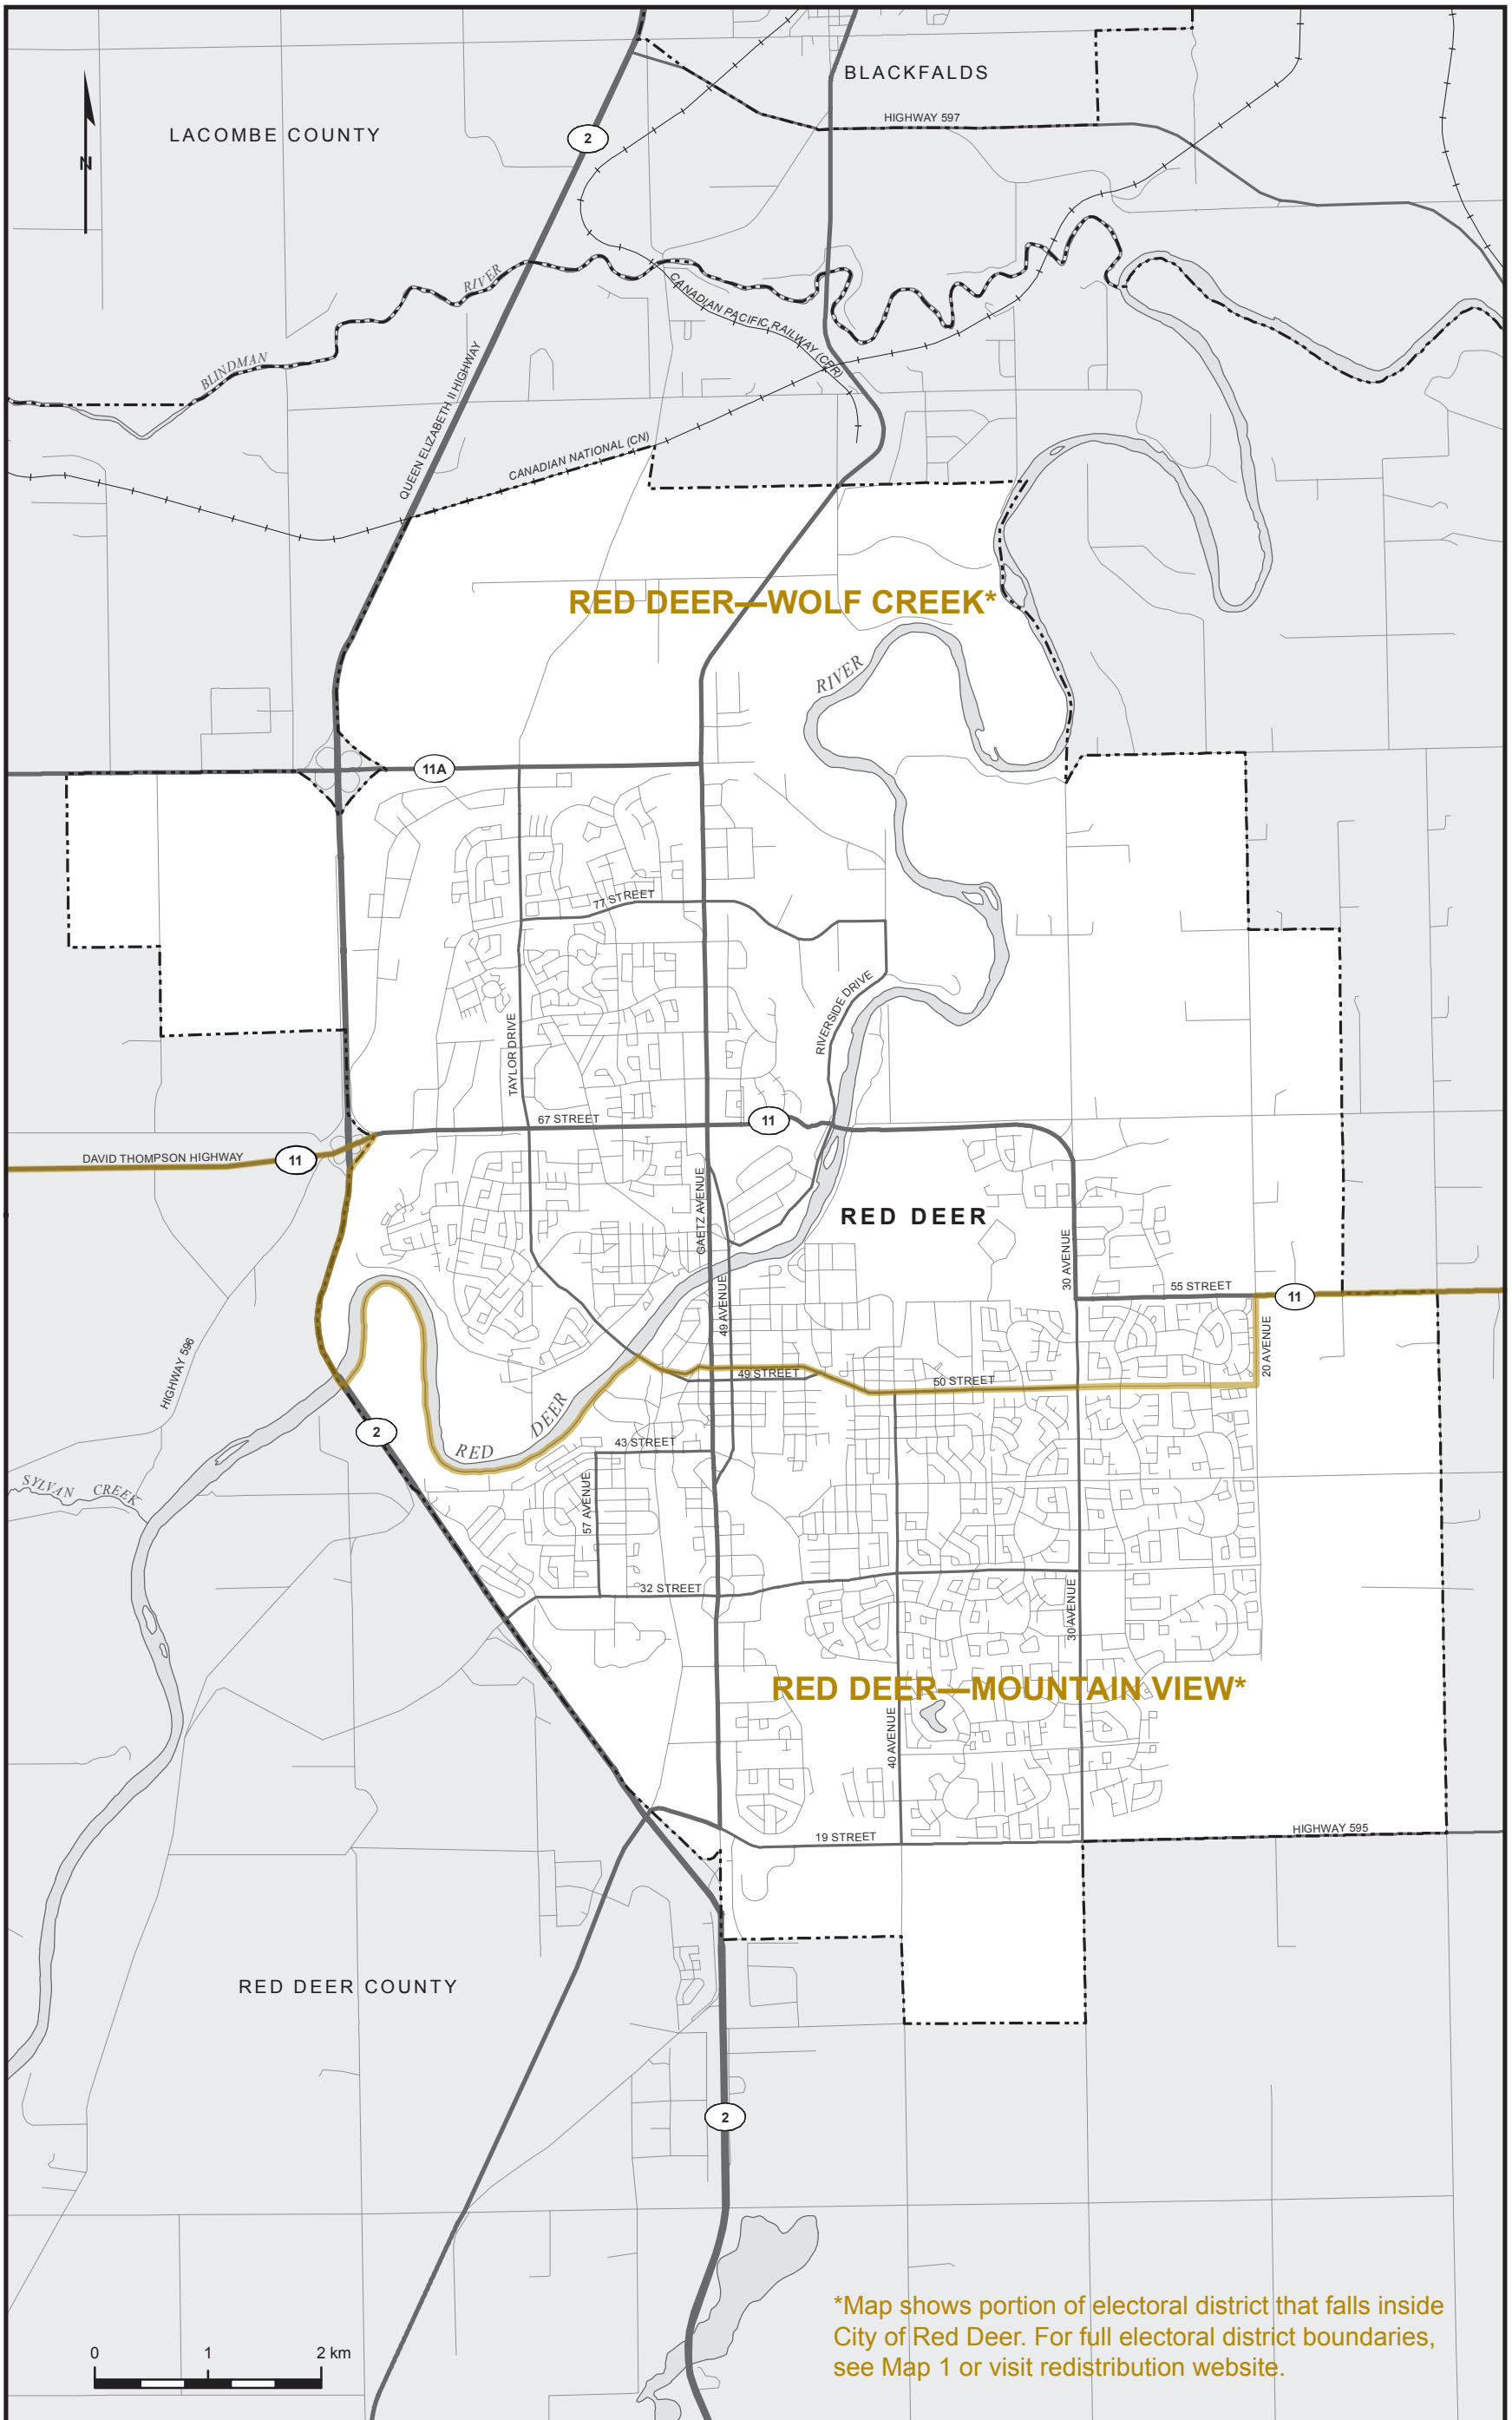 BLACKFALDS
HIGHWAY 597
LACOMBE COUNTY
2
N
RIVER
BLINDMAN
CANADIAN PACIFIC RAILWAY (CPR)
QUEEN ELIZABETH II HIGHWAY
CANADIAN NATIONAL (CN)
RED DEER—WOLF CREEK*
RIVER
11A
77 STREET
RIVERSIDE DRIVE
TAYLOR DRIVE
67 STREET
11
DAVID THOMPSON HIGHWAY
11
GAETZ AVENUE
RED DEER
30 AVENUE
55 STREET
11
49 AVENUE
20 AVENUE
HIGHWAY 596
49 STREET
50 STREET
2
RED
DEER
43 STREET
SYLVAN CREEK
57 AVENUE
32 STREET
30 AVENUE
RED DEER—MOUNTAIN VIEW*
40 AVENUE
19 STREET
HIGHWAY 595
RED DEER COUNTY
2
*Map shows portion of electoral district that falls inside
City of Red Deer. For full electoral district boundaries,
see Map 1 or visit redistribution website.
0 1 2 km